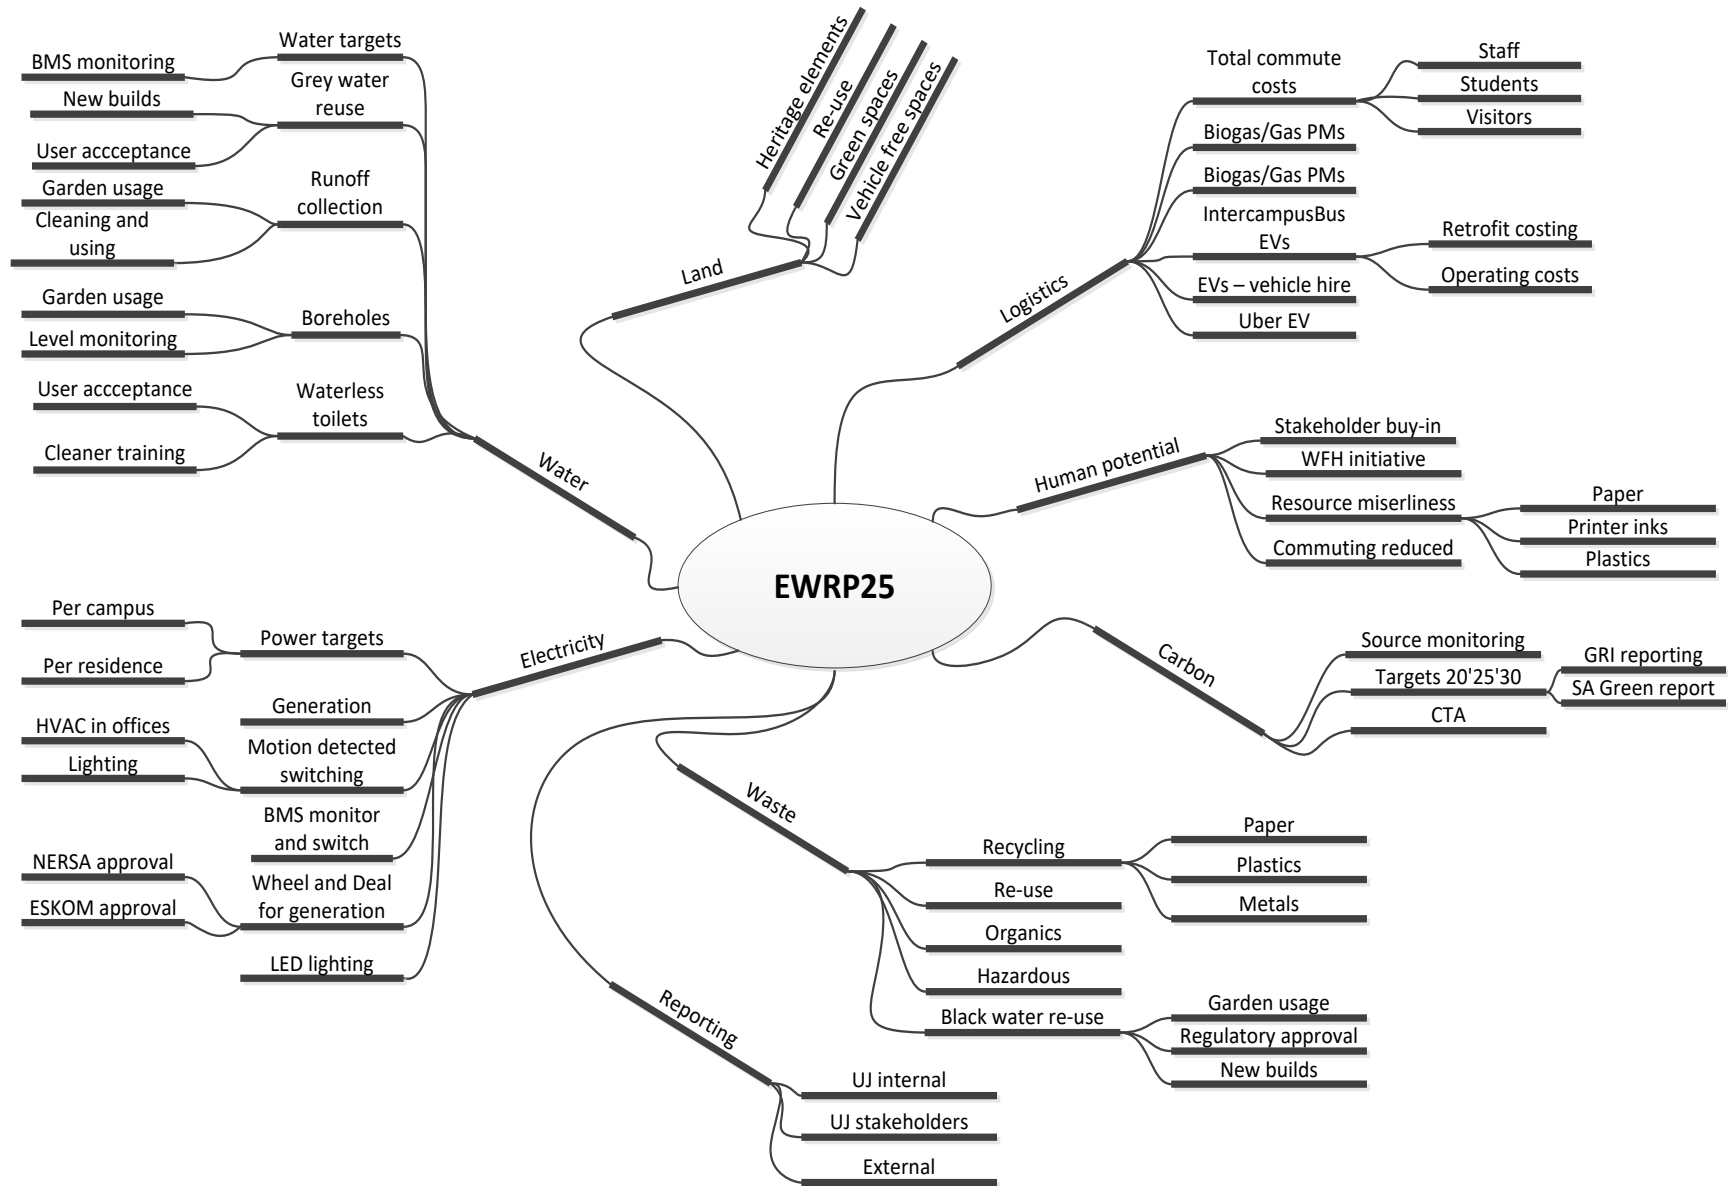 EWRP25
Water
Water targets
BMS monitoring
Grey water
reuse
New builds
User accceptance
Runoff
collection
Garden usage
Cleaning and
using
Boreholes
Garden usage
Level monitoring
Waterless
toilets
User accceptance
Cleaner training
Land
Heritage elements
Re-use
Green spaces
Vehicle free spaces
Logistics
Total commute
costs
Staff
Students
Visitors
Biogas/Gas PMs
Biogas/Gas PMs
IntercampusBus
EVs
Retrofit costing
Operating costs
EVs – vehicle hire
Uber EV
Human potential
Stakeholder buy-in
WFH initiative
Resource miserliness
Paper
Printer inks
Plastics
Commuting reduced
Carbon
Source monitoring
Targets 20'25'30
GRI reporting
SA Green report
CTA
Waste
Recycling
Paper
Plastics
Metals
Re-use
Organics
Hazardous
Black water re-use
Garden usage
Regulatory approval
New builds
Reporting
UJ internal
UJ stakeholders
External
Electricity
Power targets
Per campus
Per residence
Generation
Motion detected
switching
HVAC in offices
Lighting
BMS monitor
and switch
Wheel and Deal
for generation
NERSA approval
ESKOM approval
LED lighting